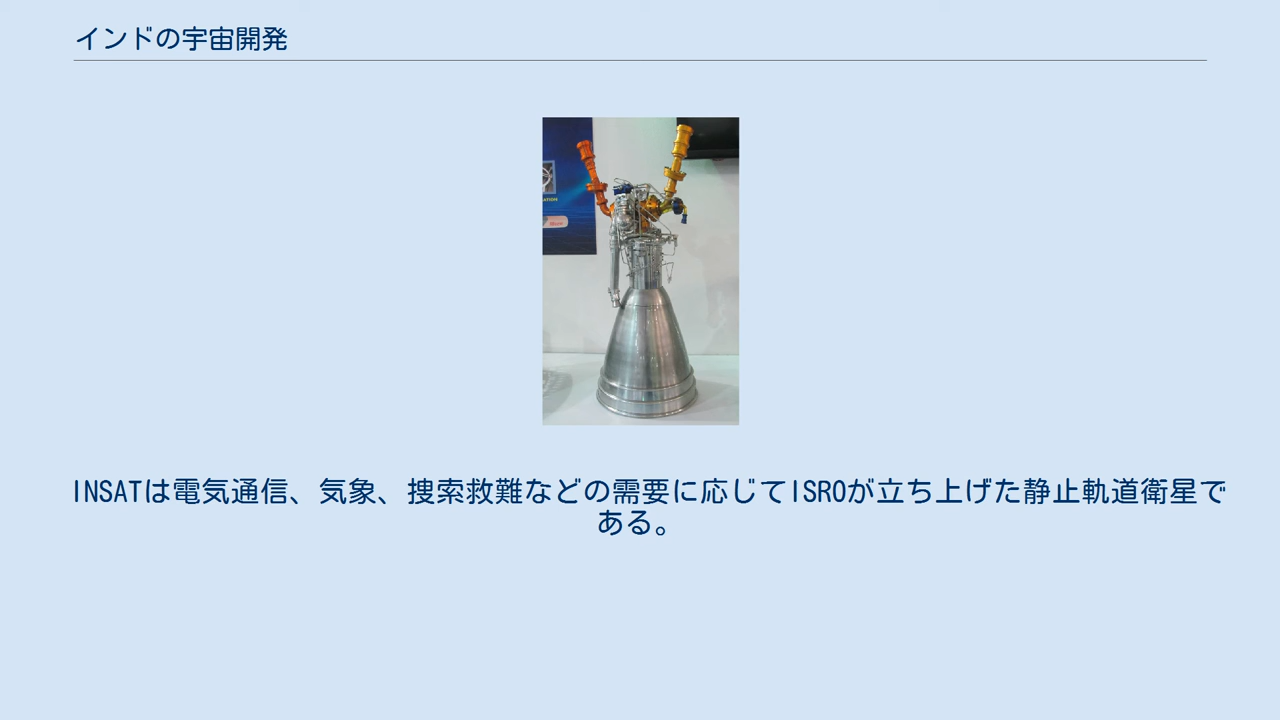 インドの宇宙開発
ATION
INSATは電気通信、気象、捜索救難などの需要に応じてISROが立ち上げた静止軌道衛星で
ある。